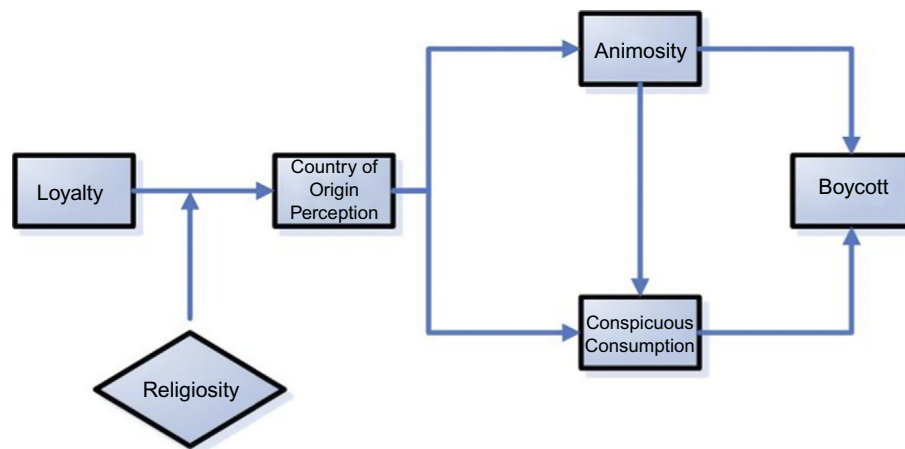 Animosity
Loyalty
Country of
Origin
Perception
Boycott
Conspicuous
Consumption
Religiosity